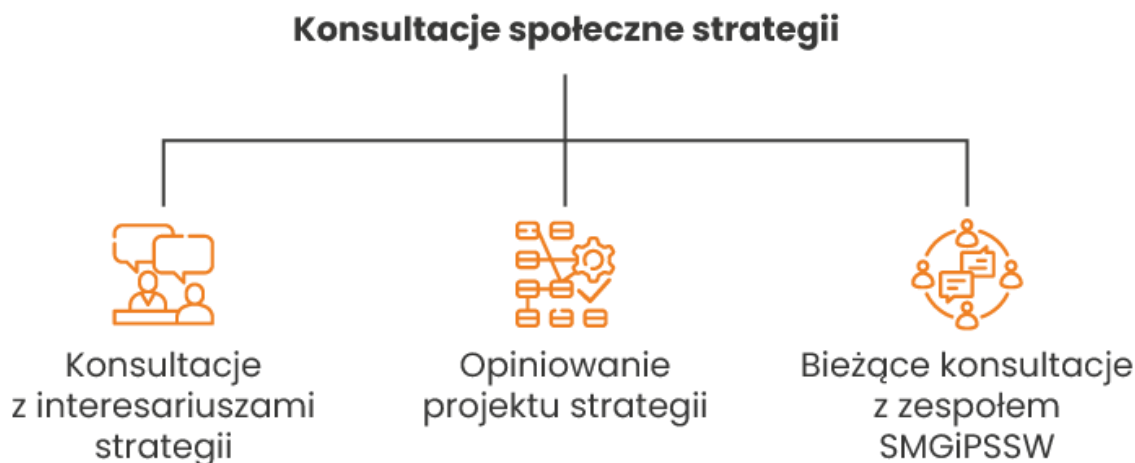 Konsultacje społeczne strategii
Konsultacje
z interesariuszami
strategii
Opiniowanie
projektu strategii
Bieżące konsultacje
z zespołem
SMGiPSSW